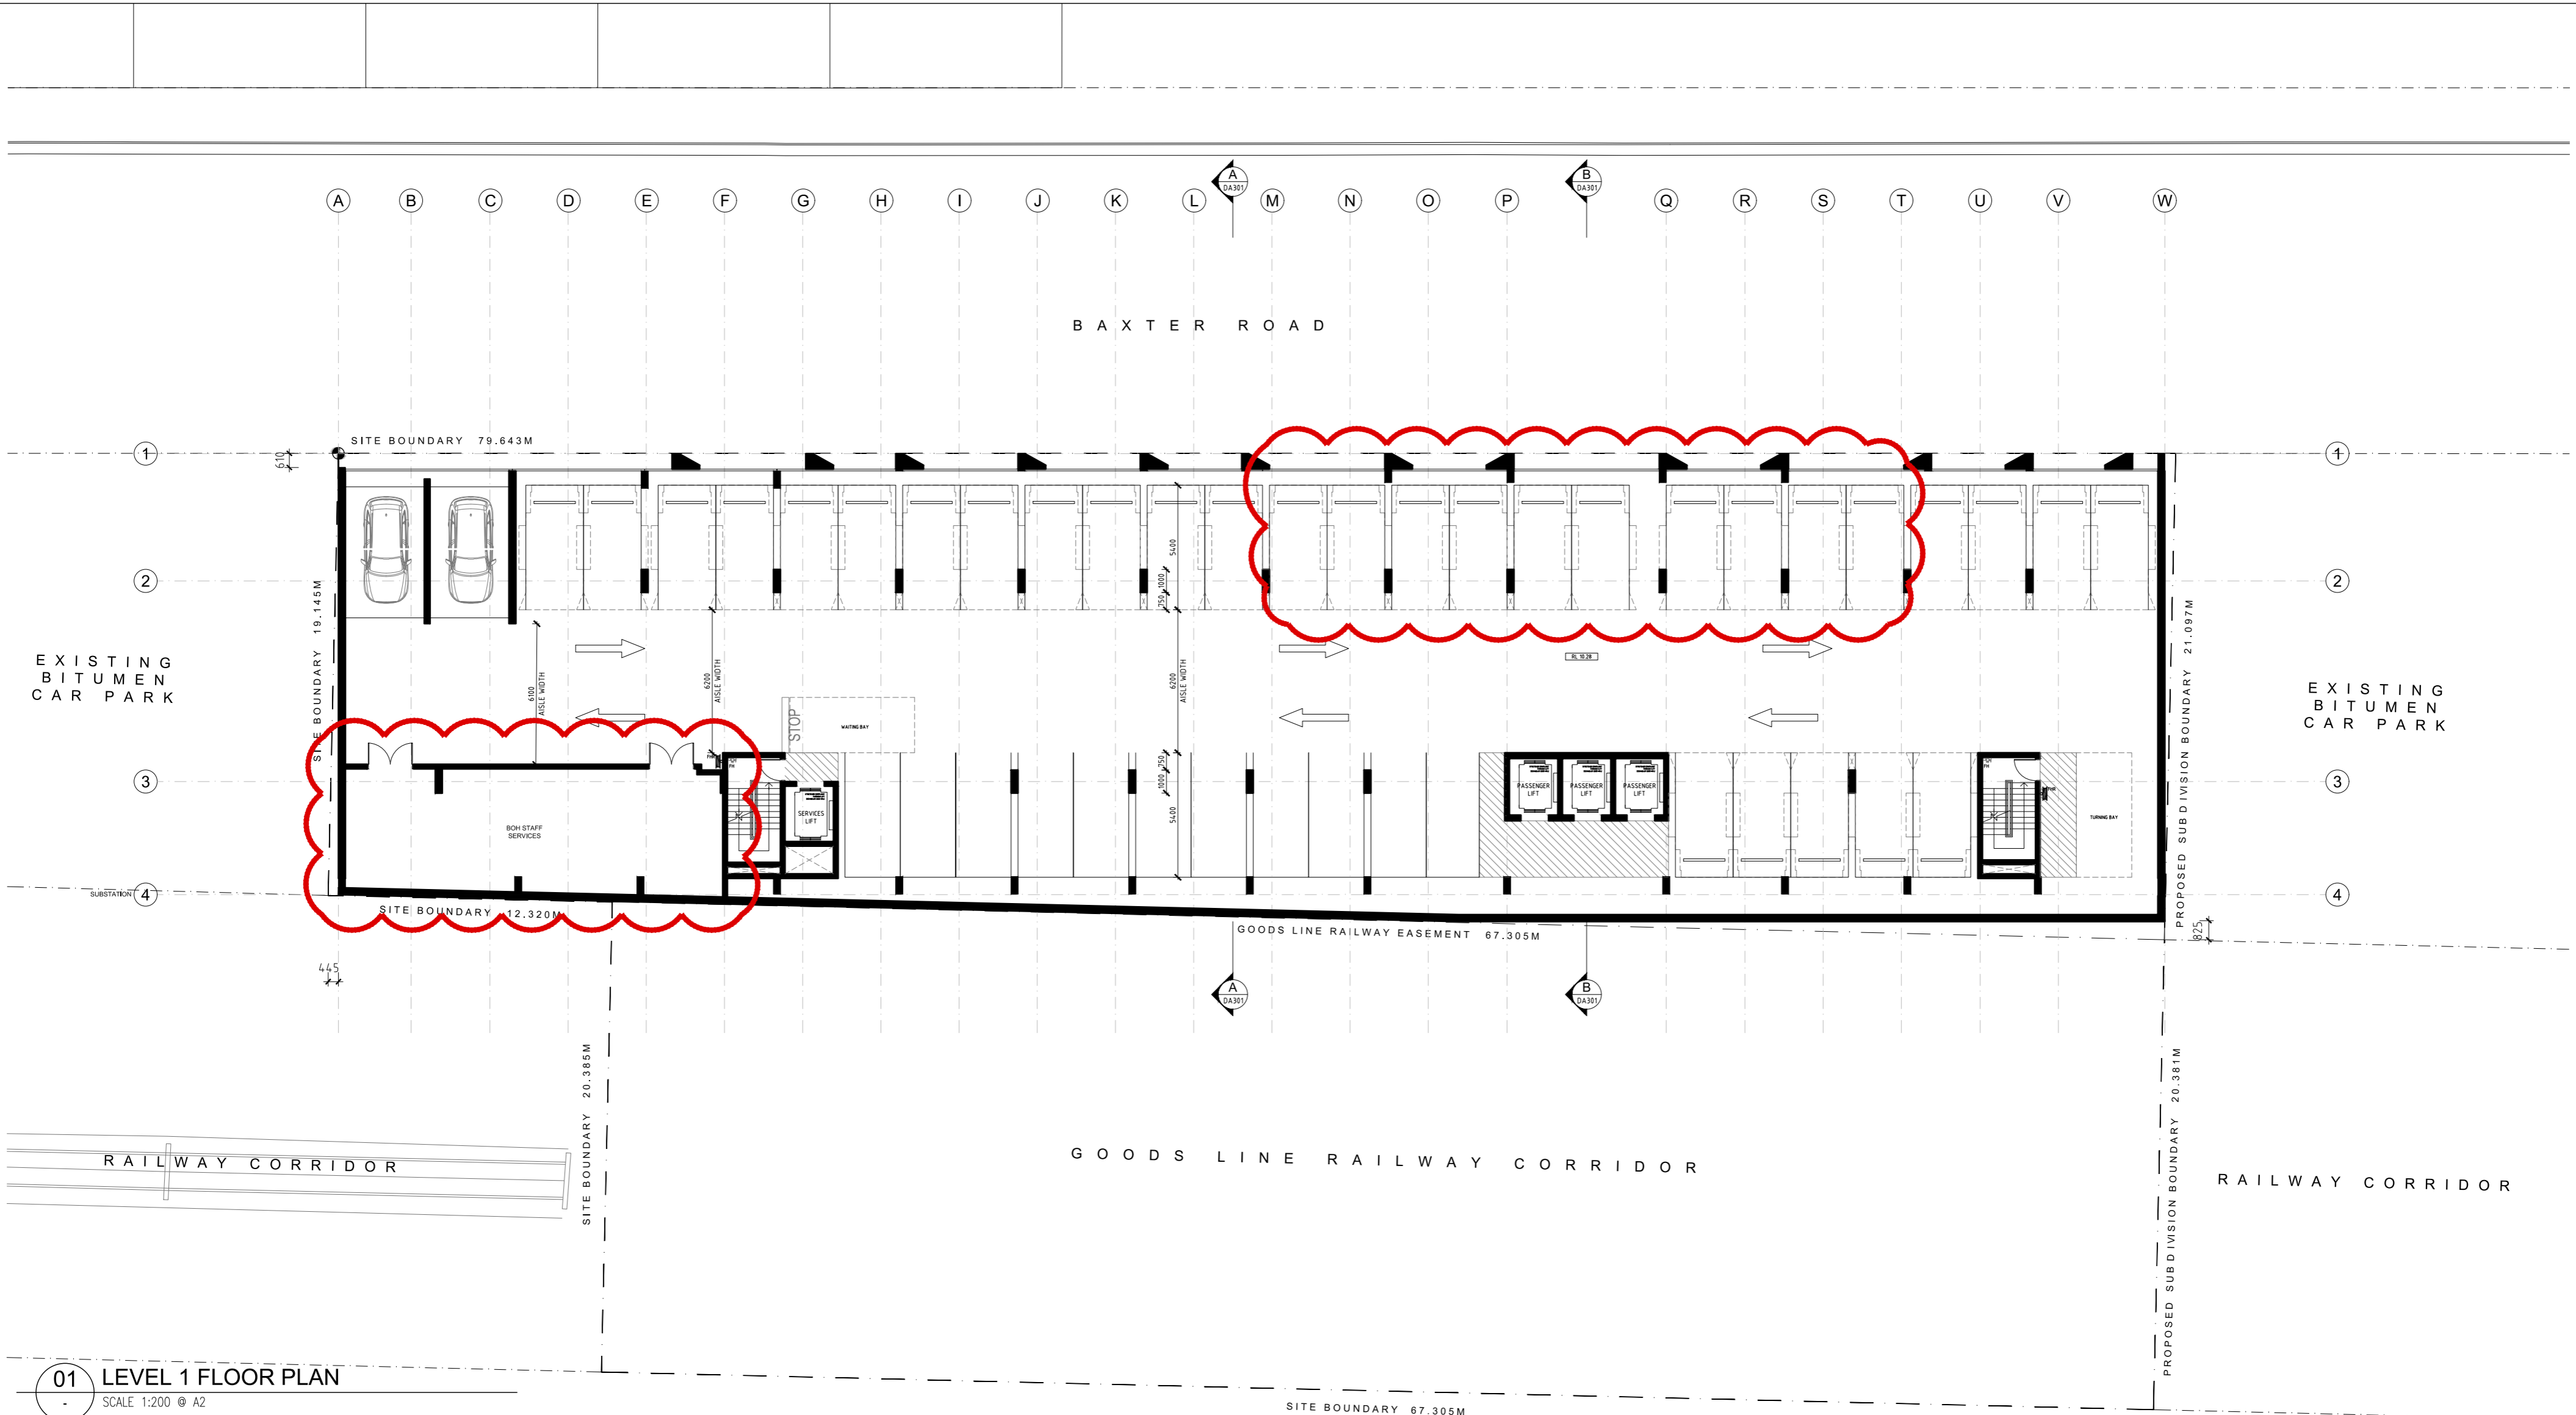 A
DA301
B
DA301
A B C D E F G H I J K L M N O P Q R S T U V W
BAXTER ROAD
SITE BOUNDARY 79.643M
1
610
1
2
2
5400
1000
750
SITE BOUNDARY 19.145M
PROPOSED SUBDIVISION BOUNDARY 21.097M
EXISTING
BITUMEN
CAR PARK
6100
AISLE WIDTH
6200
AISLE WIDTH
6200
AISLE WIDTH
RL 10.20
EXISTING
BITUMEN
CAR PARK
STOP
WAITING BAY
3
750
1000
5400
3
BOH STAFF
SERVICES
SERVICES
LIFT
PASSENGER
LIFT
PASSENGER
LIFT
PASSENGER
LIFT
TURNING BAY
SUBSTATION
4
4
SITE BOUNDARY 12.320M
GOODS LINE RAILWAY EASEMENT 67.305M
825
445
A
DA301
B
DA301
SITE BOUNDARY 20.385M
PROPOSED SUBDIVISION BOUNDARY 20.381M
RAILWAY CORRIDOR
GOODS LINE RAILWAY CORRIDOR
RAILWAY CORRIDOR
01
-
LEVEL 1 FLOOR PLAN
SCALE 1:200 @ A2
SITE BOUNDARY 67.305M